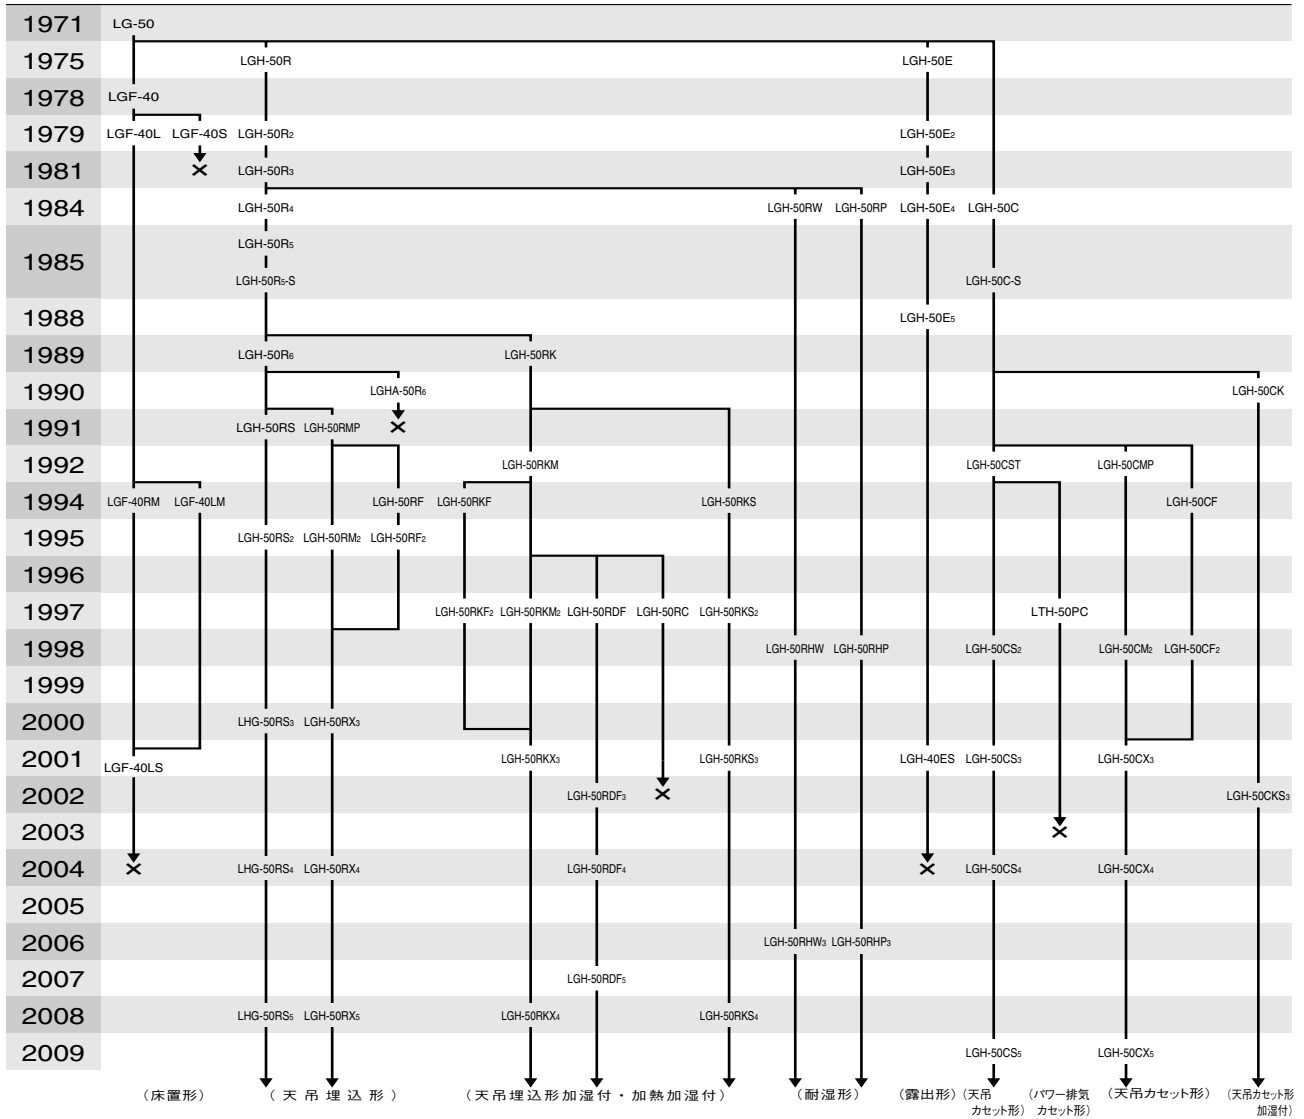 1971 LG-50
1975 LGH-50R LGH-50E
1978 LGF-40
1979 LGF-40L LGF-40S LGH-50R2 LGH-50E2
1981 LGH-50R3 LGH-50E3
1984 LGH-50R4 LGH-50RW LGH-50RP LGH-50E4 LGH-50C
LGH-50R5
1985
LGH-50R5-S LGH-50C-S
1988 LGH-50E5
1989 LGH-50R6 LGH-50RK
1990 LGHA-50R6 LGH-50CK
1991 LGH-50RS LGH-50RMP
1992 LGH-50RKM LGH-50CST LGH-50CMP
1994 LGF-40RM LGF-40LM LGH-50RF LGH-50RKF LGH-50RKS LGH-50CF
1995 LGH-50RS2 LGH-50RM2 LGH-50RF2
1996
1997 LGH-50RKF2 LGH-50RKM2 LGH-50RDF LGH-50RC LGH-50RKS2 LTH-50PC
1998 LGH-50RHW LGH-50RHP LGH-50CS2 LGH-50CM2 LGH-50CF2
1999
2000 LHG-50RS3 LGH-50RX3
2001 LGF-40LS LGH-50RKX3 LGH-50RKS3 LGH-40ES LGH-50CS3 LGH-50CX3
2002 LGH-50RDF3 LGH-50CKS3
2003
2004 LHG-50RS4 LGH-50RX4 LGH-50RDF4 LGH-50CS4 LGH-50CX4
2005
2006 LGH-50RHW3 LGH-50RHP3
2007 LGH-50RDF5
2008 LHG-50RS5 LGH-50RX5 LGH-50RKX4 LGH-50RKS4
2009 LGH-50CS5 LGH-50CX5
(床置形) (天吊埋込形) (天吊埋込形加湿付・加熱加湿付) (耐湿形) (露出形) (天吊 (パワー排気 (天吊カセット形) (天吊カセット形
カセット形) カセット形) 加湿付)